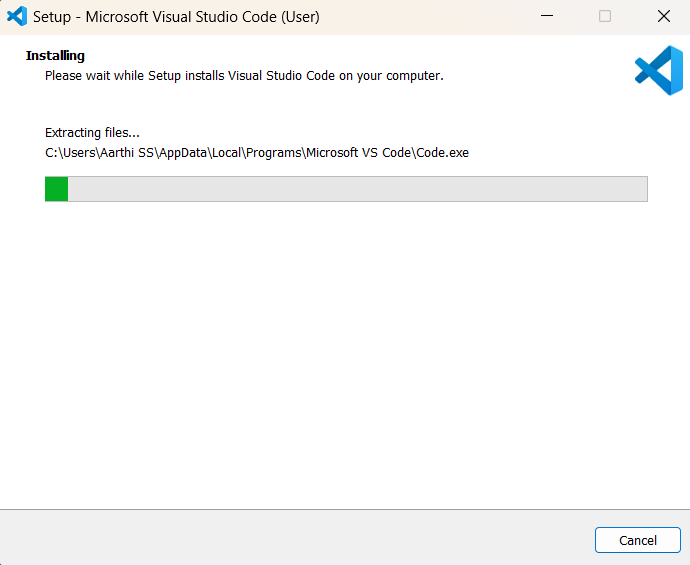 Setup - Microsoft Visual Studio Code (User)
Installing
Please wait while Setup installs Visual Studio Code on your computer.
Extracting files...
C:\Users\Aarthi SS\AppData\Local\Programs\Microsoft VS Code\Code.exe
Cancel